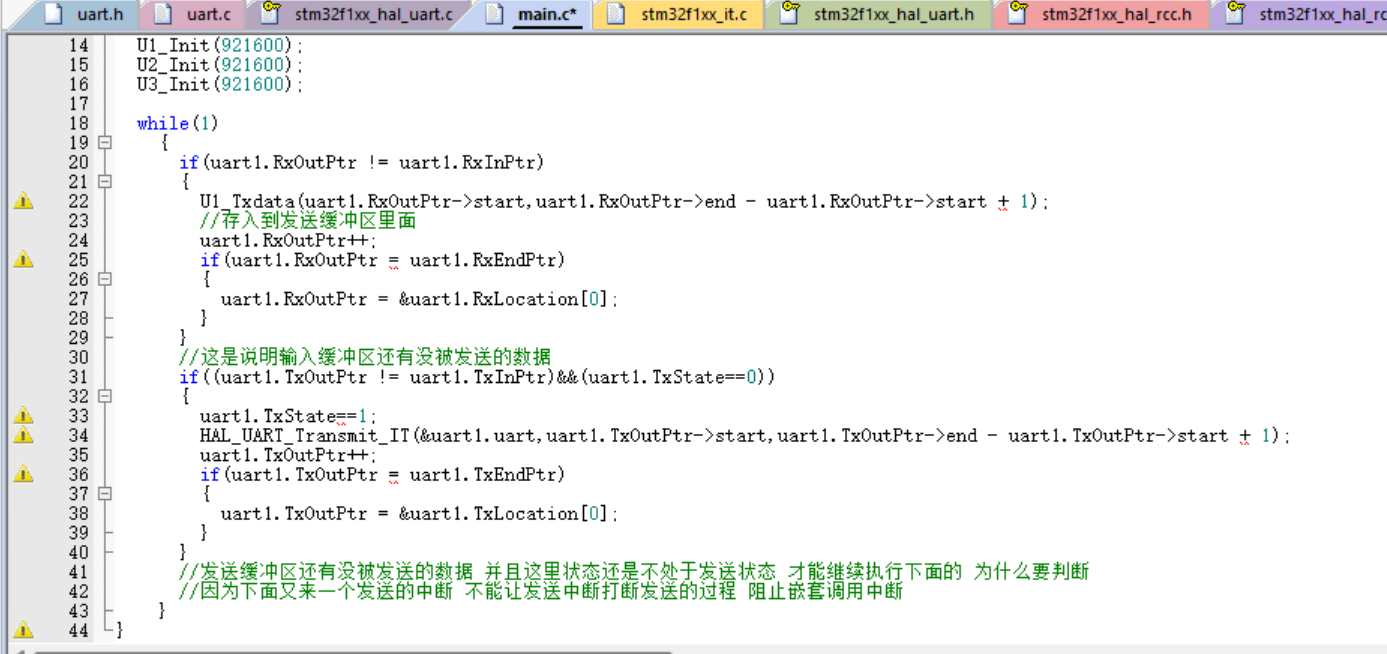 uart.h uart.c stm32f1xx_hal_uart.c main.c* stm32f1xx_it.c stm32f1xx_hal_uart.h stm32f1xx_hal_rcc.h stm32f1xx_hal_rc
14 U1_Init(921600);
15 U2_Init(921600);
16 U3_Init(921600);
17
18 while(1)
19 {
20 if(uart1.RxOutPtr != uart1.RxInPtr)
21 {
22 U1_Txdata(uart1.RxOutPtr->start,uart1.RxOutPtr->end - uart1.RxOutPtr->start + 1);
23 //存入到发送缓冲区里面
24 uart1.RxOutPtr++;
25 if(uart1.RxOutPtr = uart1.RxEndPtr)
26 {
27 uart1.RxOutPtr = &uart1.RxLocation[0];
28 }
29 }
30 //这是说明输入缓冲区还有没被发送的数据
31 if((uart1.TxOutPtr != uart1.TxInPtr)&&(uart1.TxState==0))
32 {
33 uart1.TxState==1;
34 HAL_UART_Transmit_IT(&uart1.uart,uart1.TxOutPtr->start,uart1.TxOutPtr->end - uart1.TxOutPtr->start + 1);
35 uart1.TxOutPtr++;
36 if(uart1.TxOutPtr = uart1.TxEndPtr)
37 {
38 uart1.TxOutPtr = &uart1.TxLocation[0];
39 }
40 }
41 //发送缓冲区还有没被发送的数据 并且这里状态还是不处于发送状态 才能继续执行下面的 为什么要判断
42 //因为下面又来一个发送的中断 不能让发送中断打断发送的过程 阻止嵌套调用中断
43 }
44 }